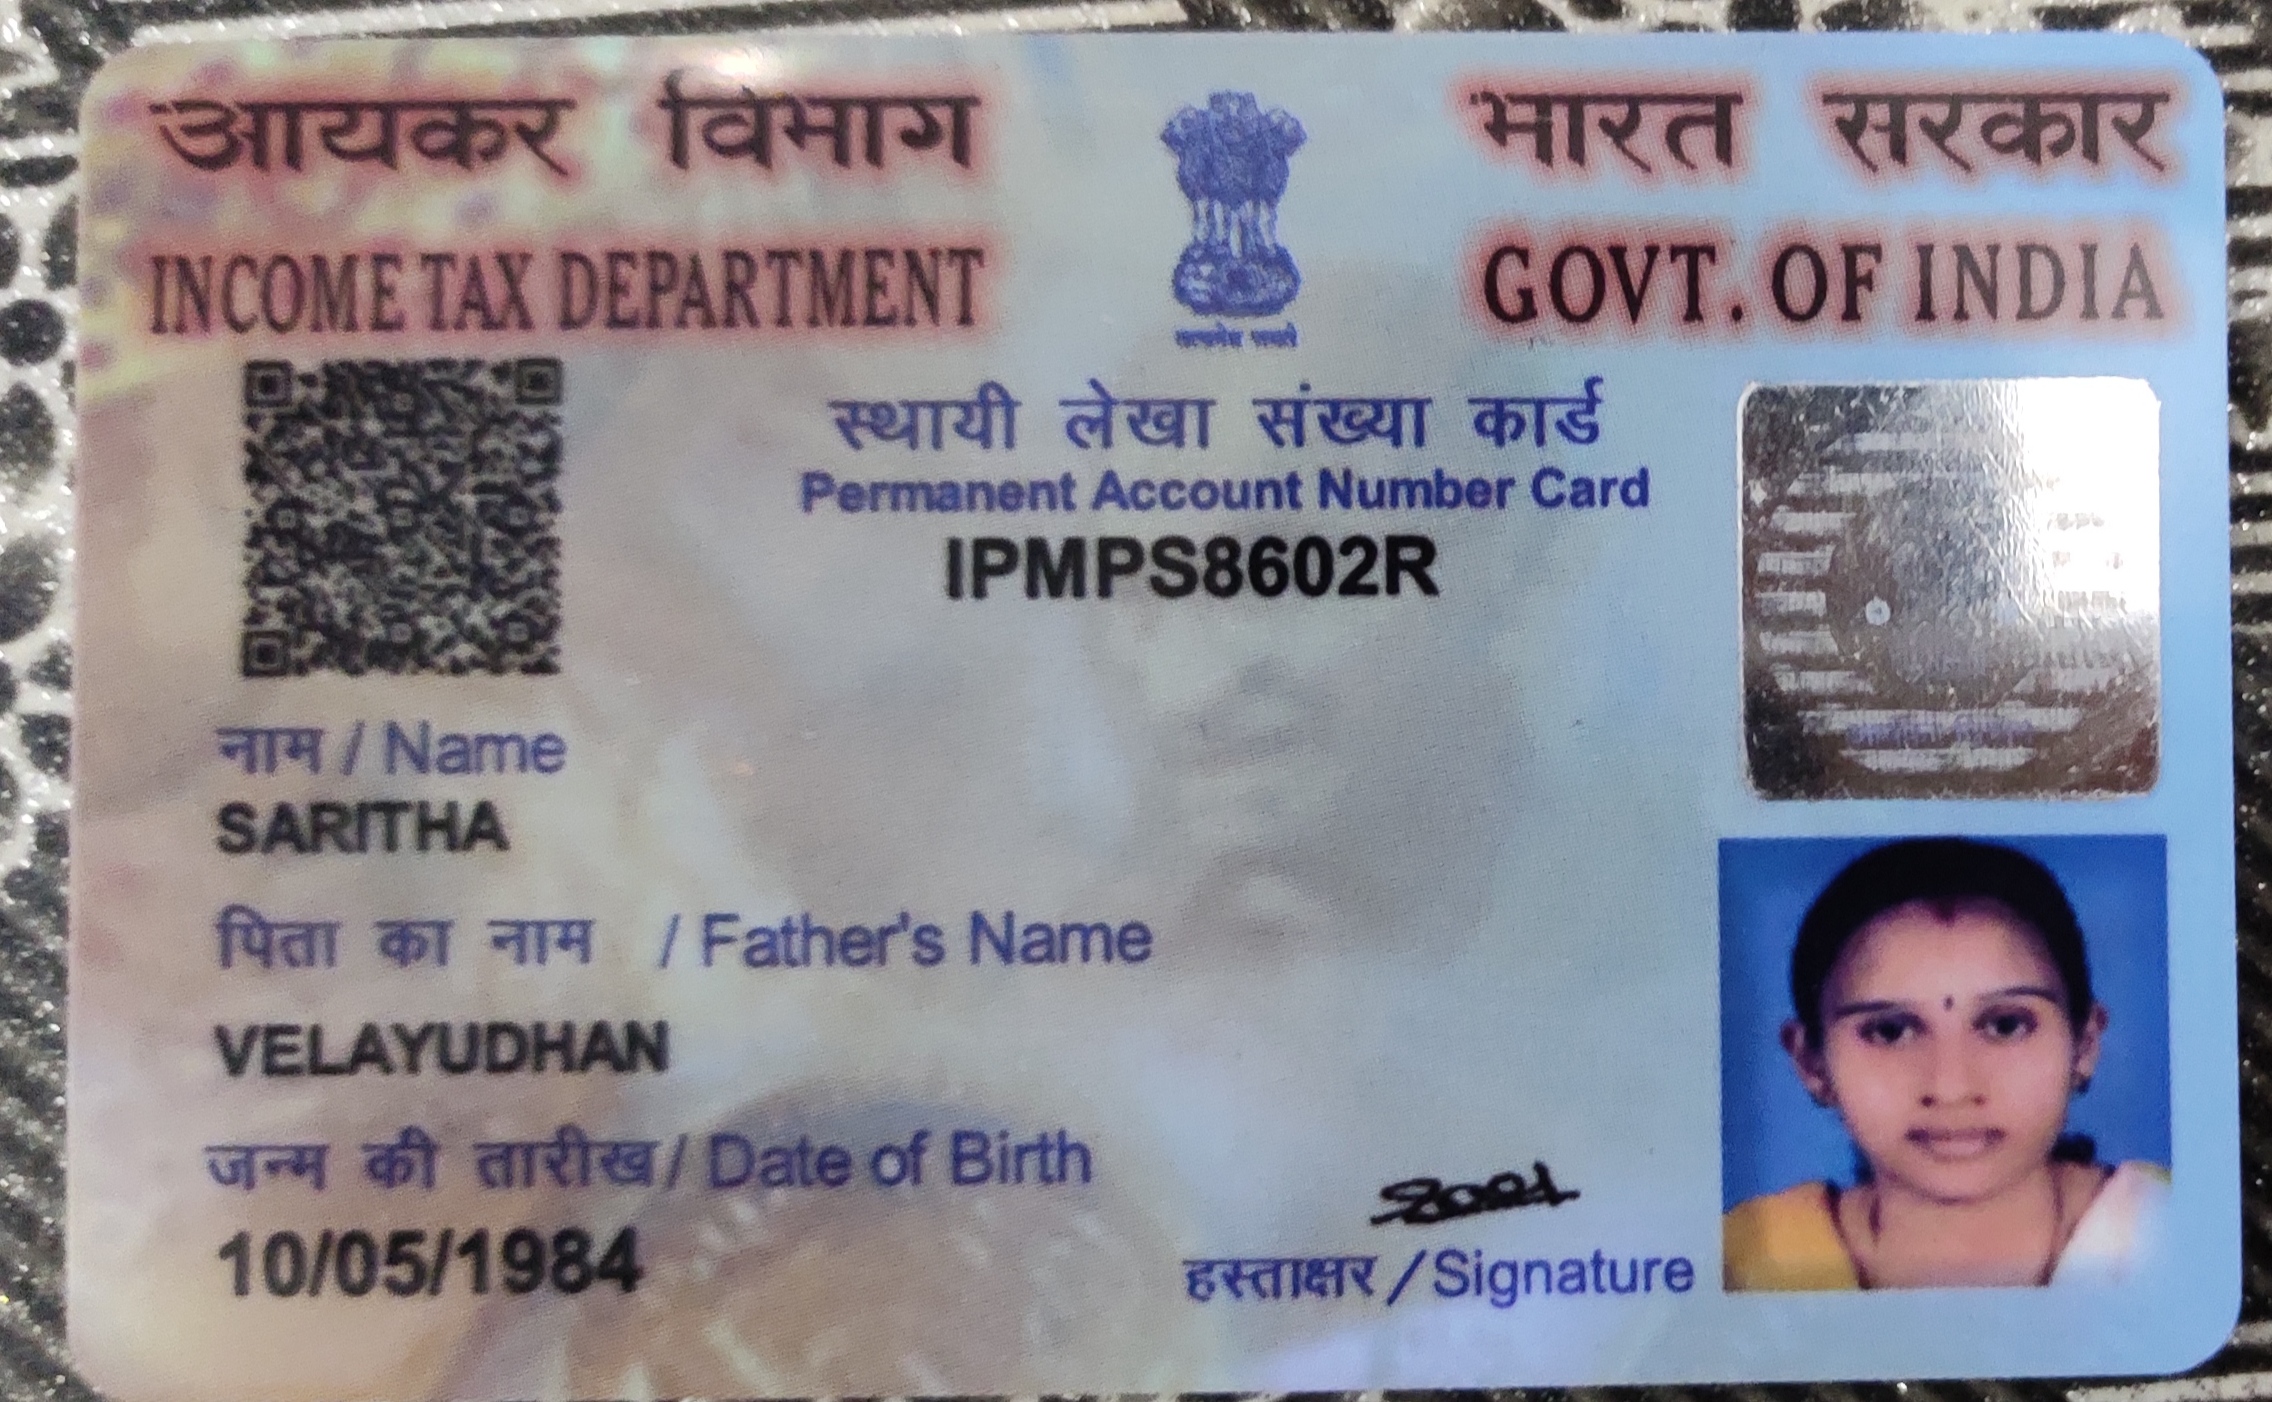 आयकर विभाग
INCOME TAX DEPARTMENT
भारत सरकार
GOVT. OF INDIA
सत्यमेव जयते
स्थायी लेखा संख्या कार्ड
Permanent Account Number Card
IPMPS8602R
नाम / Name
SARITHA
पिता का नाम / Father's Name
VELAYUDHAN
जन्म की तारीख / Date of Birth
10/05/1984
हस्ताक्षर / Signature